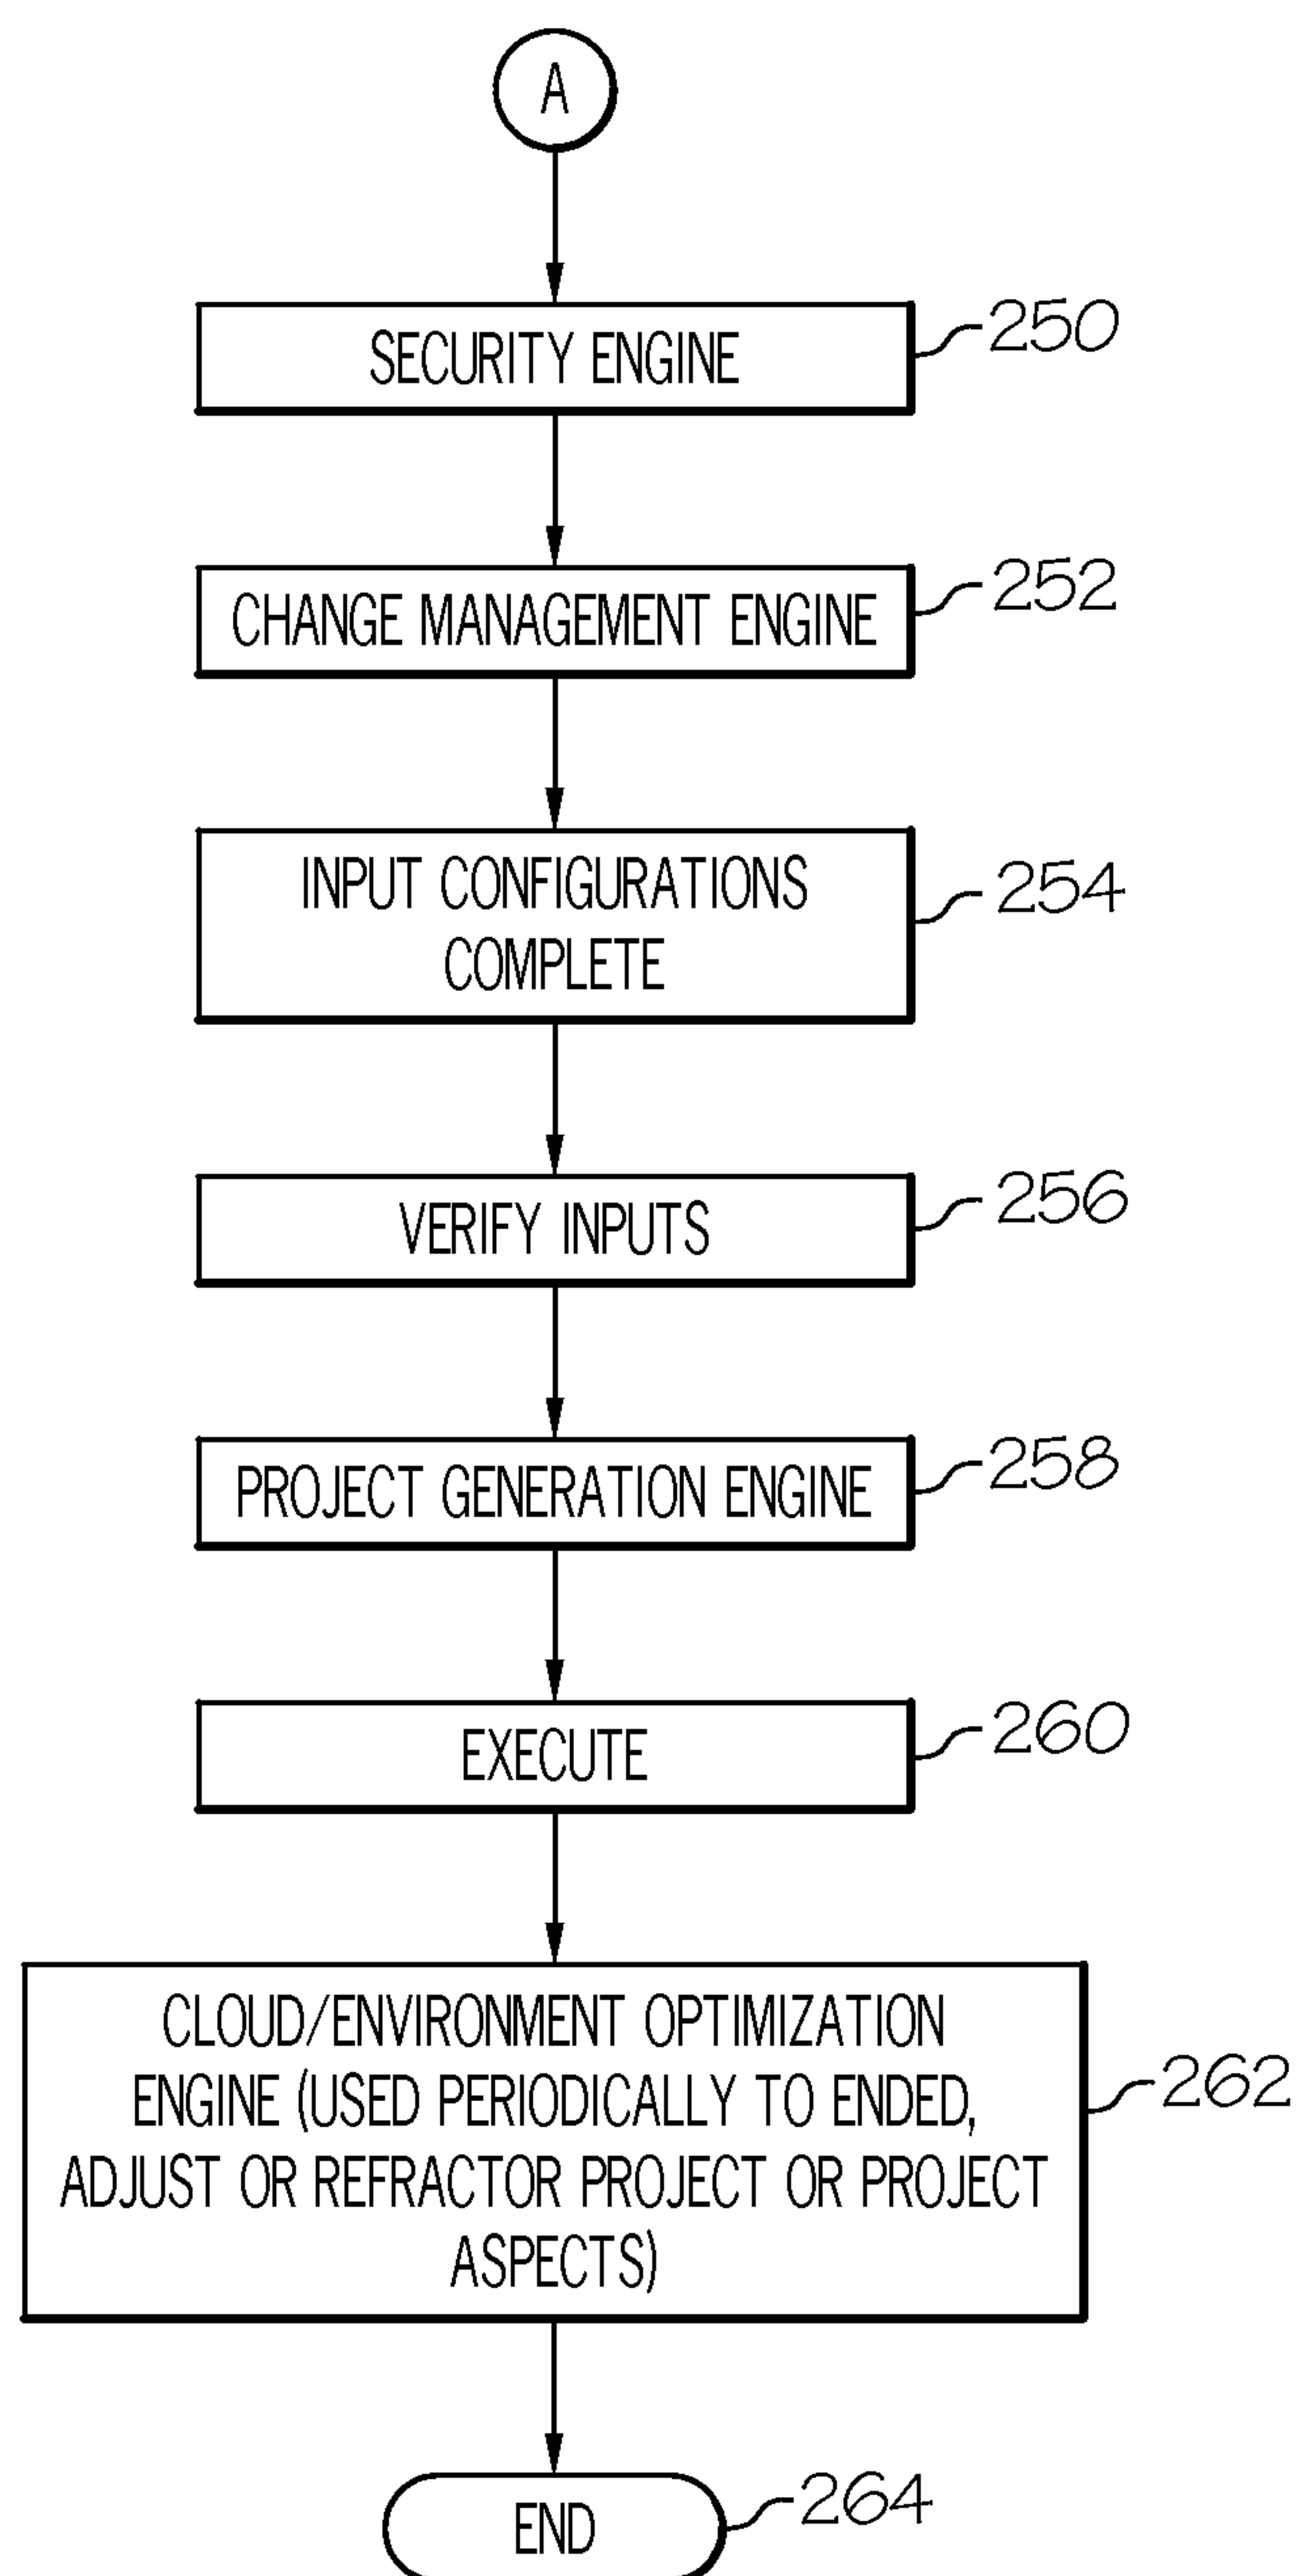 A
SECURITY ENGINE
250
CHANGE MANAGEMENT ENGINE
252
INPUT CONFIGURATIONS
COMPLETE
254
VERIFY INPUTS
256
PROJECT GENERATION ENGINE
258
EXECUTE
260
CLOUD/ENVIRONMENT OPTIMIZATION
ENGINE (USED PERIODICALLY TO ENDED,
ADJUST OR REFRACTOR PROJECT OR PROJECT
ASPECTS)
262
END
264